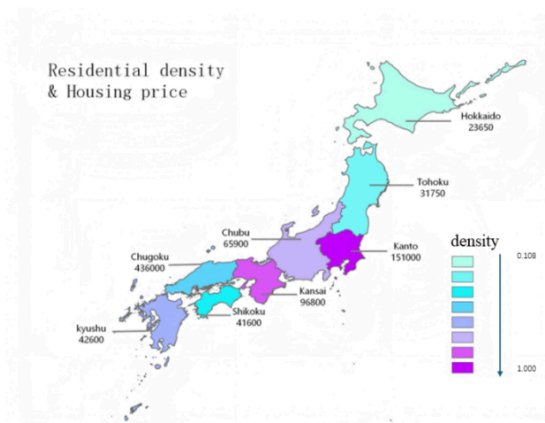 Residential density
& Housing price
Hokkaido
23650
Tohoku
31750
Chubu
65900
Kanto
151000
Chugoku
436000
Kansai
96800
Shikoku
41600
kyushu
42600
density
0.108
1.000